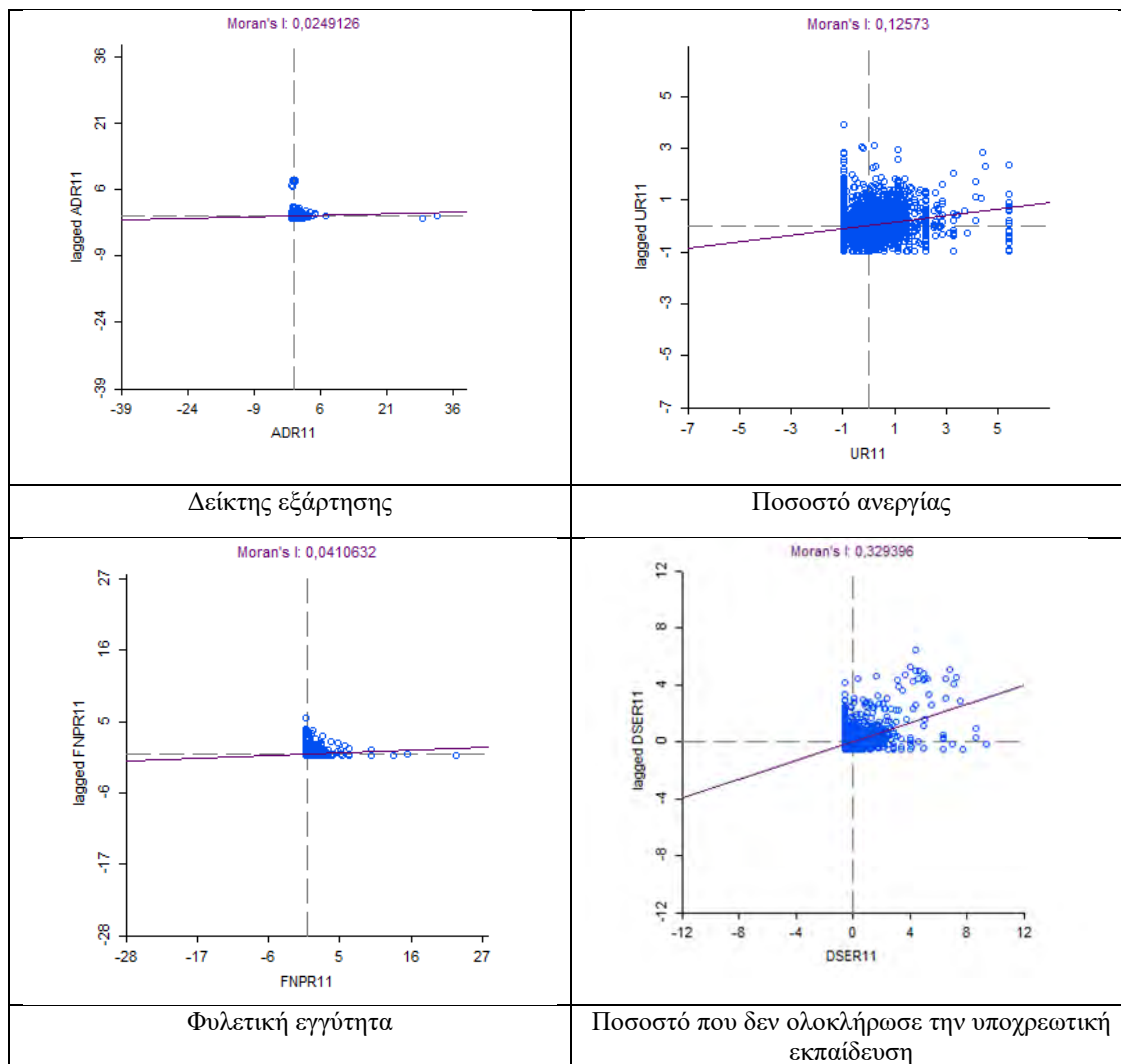 Moran's I: 0,0249126
36
21
6
-9
-24
-39
lagged ADR11
-39 -24 -9 6 21 36
ADR11
Δείκτης εξάρτησης
Moran's I: 0,12573
5
3
1
-1
-3
-5
-7
lagged UR11
-7 -5 -3 -1 1 3 5
UR11
Ποσοστό ανεργίας
Moran's I: 0,0410632
27
16
5
-6
-17
-28
lagged FNPR11
-28 -17 -6 5 16 27
FNPR11
Φυλετική εγγύτητα
Moran's I: 0,329396
12
8
4
0
-4
-8
-12
lagged DSER11
-12 -8 -4 0 4 8 12
DSER11
Ποσοστό που δεν ολοκλήρωσε την υποχρεωτική
εκπαίδευση